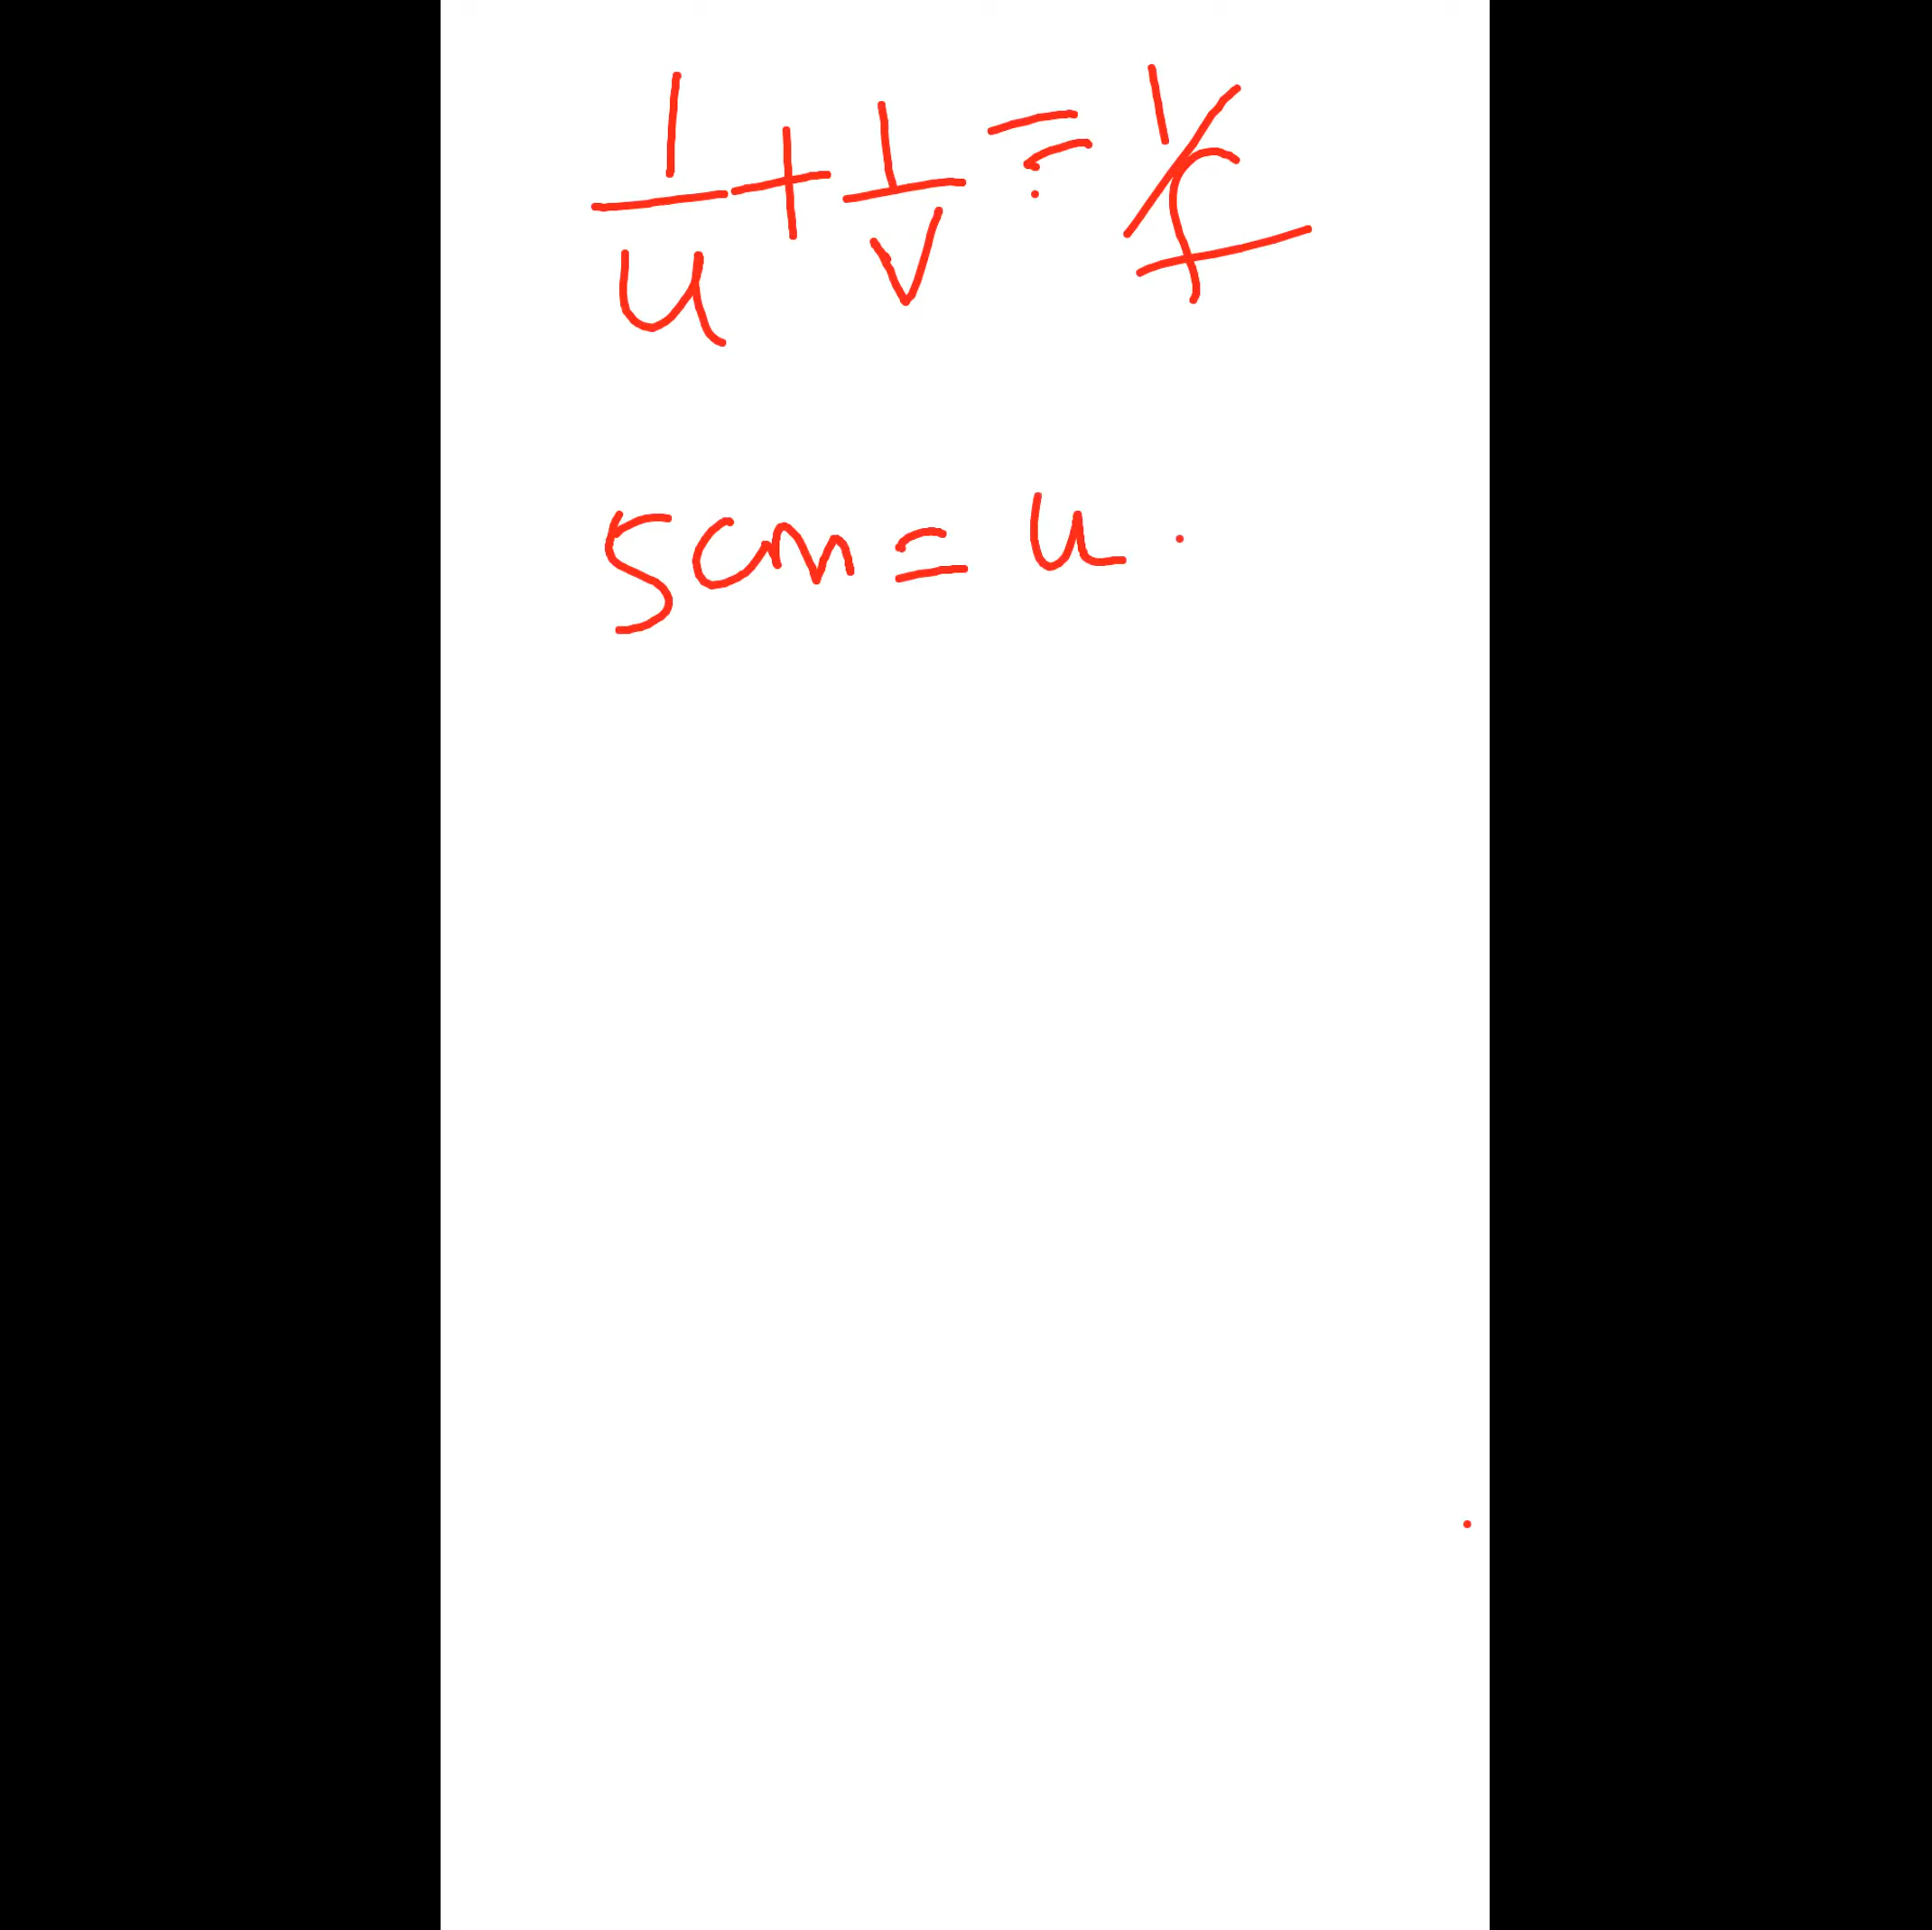 1/u + 1/v = 1/f
5cm = u